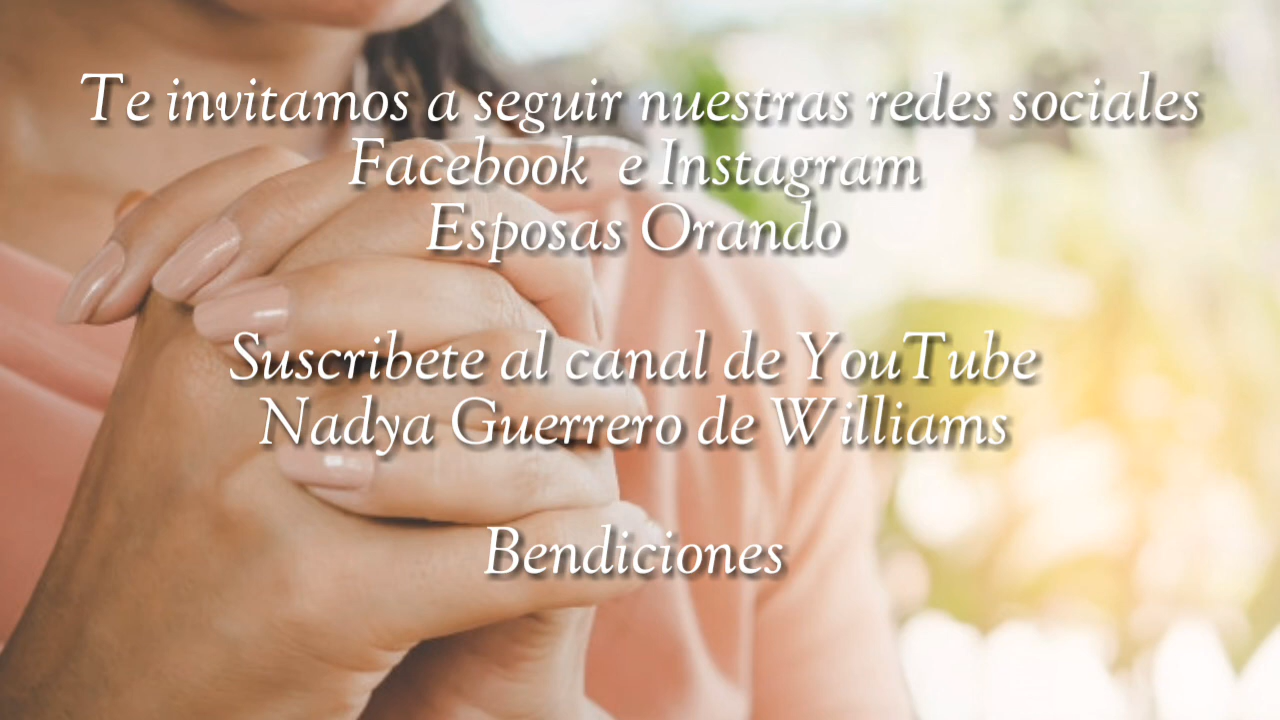 Te invitamos a seguir nuestras redes sociales
Facebook e Instagram
Esposas Orando
Suscribete al canal de YouTube
Nadya Guerrero de Williams
Bendiciones